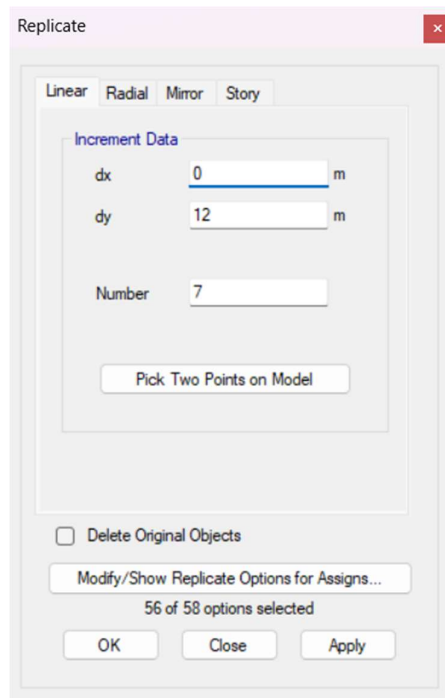 Replicate
Linear Radial Mirror Story
Increment Data
dx 0 m
dy 12 m
Number 7
Pick Two Points on Model
Delete Original Objects
Modify/Show Replicate Options for Assigns...
56 of 58 options selected
OK Close Apply